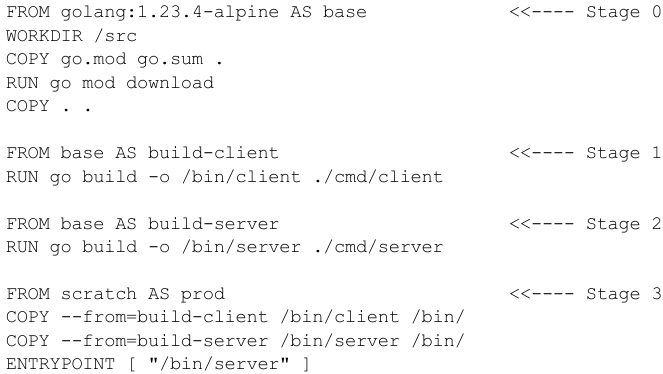 FROM golang:1.23.4-alpine AS base <<---- Stage 0
WORKDIR /src
COPY go.mod go.sum .
RUN go mod download
COPY . .
FROM base AS build-client <<---- Stage 1
RUN go build -o /bin/client ./cmd/client
FROM base AS build-server <<---- Stage 2
RUN go build -o /bin/server ./cmd/server
FROM scratch AS prod <<---- Stage 3
COPY --from=build-client /bin/client /bin/
COPY --from=build-server /bin/server /bin/
ENTRYPOINT [ "/bin/server" ]